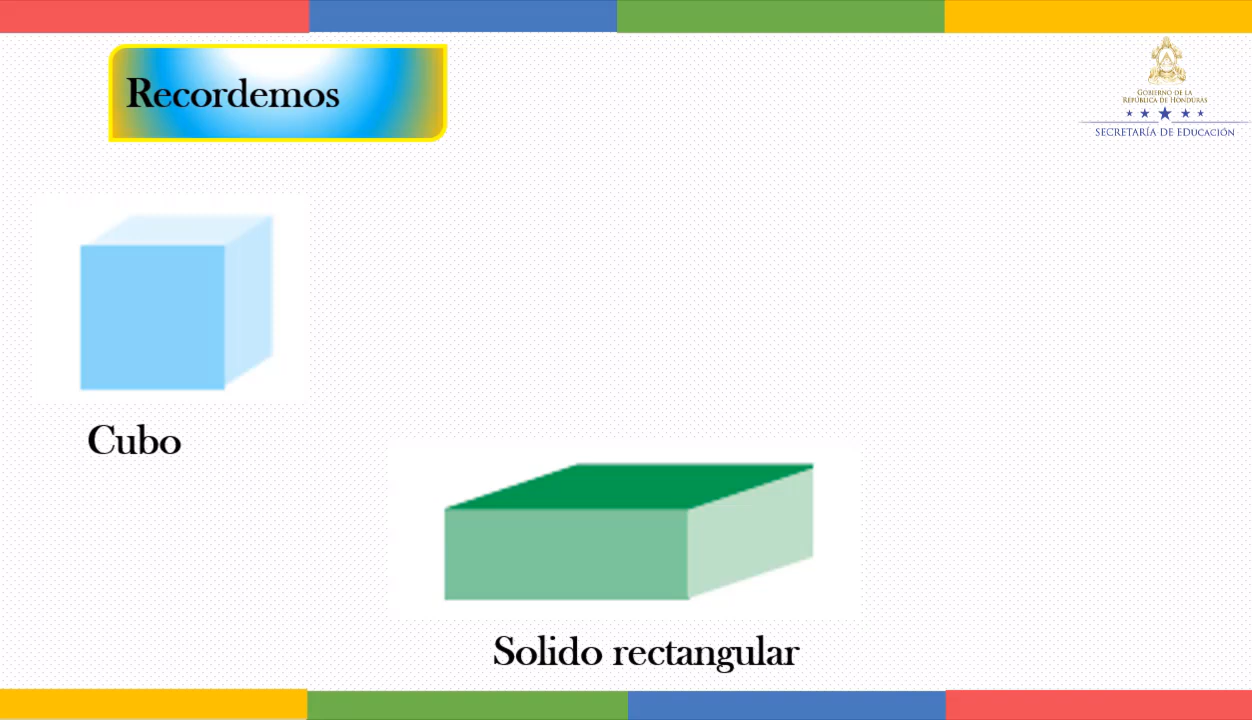 Recordemos
GOBIERNO DE LA
REPÚBLICA DE HONDURAS
SECRETARÍA DE EDUCACIÓN
Cubo
Solido rectangular